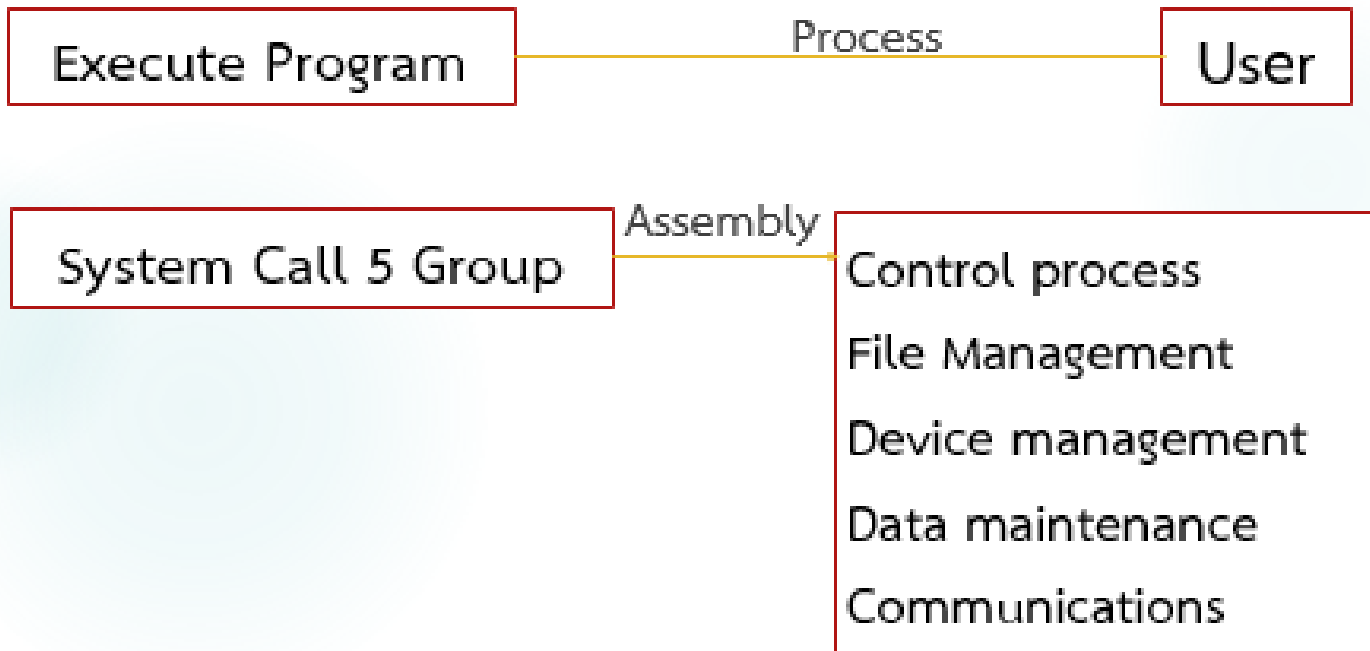 Execute Program
Process
User
System Call 5 Group
Assembly
Control process
File Management
Device management
Data maintenance
Communications